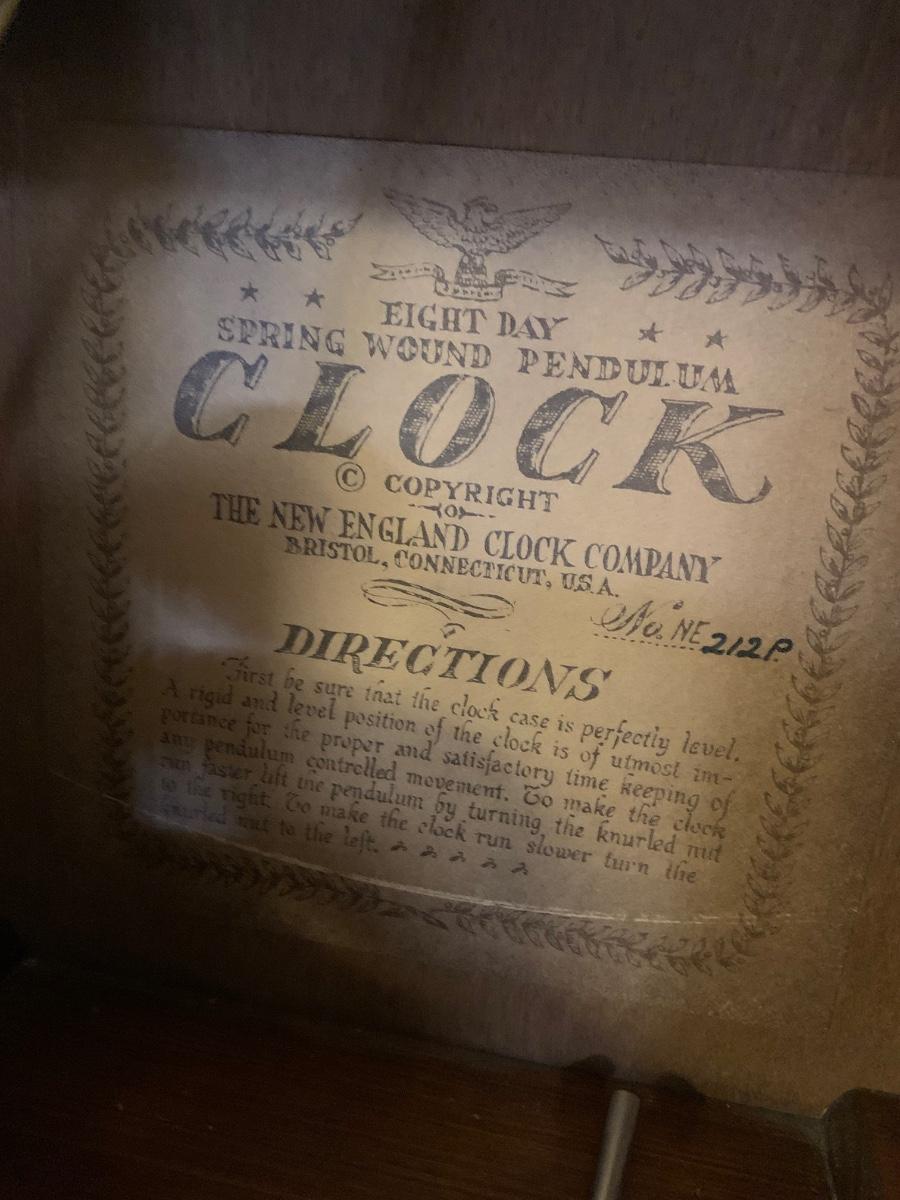 EIGHT DAY
SPRING WOUND PENDULUM
CLOCK
© COPYRIGHT
THE NEW ENGLAND CLOCK COMPANY
BRISTOL, CONNECTICUT, U.S.A.
No. NE 212P
DIRECTIONS
First be sure that the clock case is perfectly level.
A rigid and level position of the clock is of utmost im-
portance for the proper and satisfactory time keeping of
any pendulum controlled movement. To make the clock
run faster lift the pendulum by turning the knurled nut
to the right. To make the clock run slower turn the
knurled nut to the left.